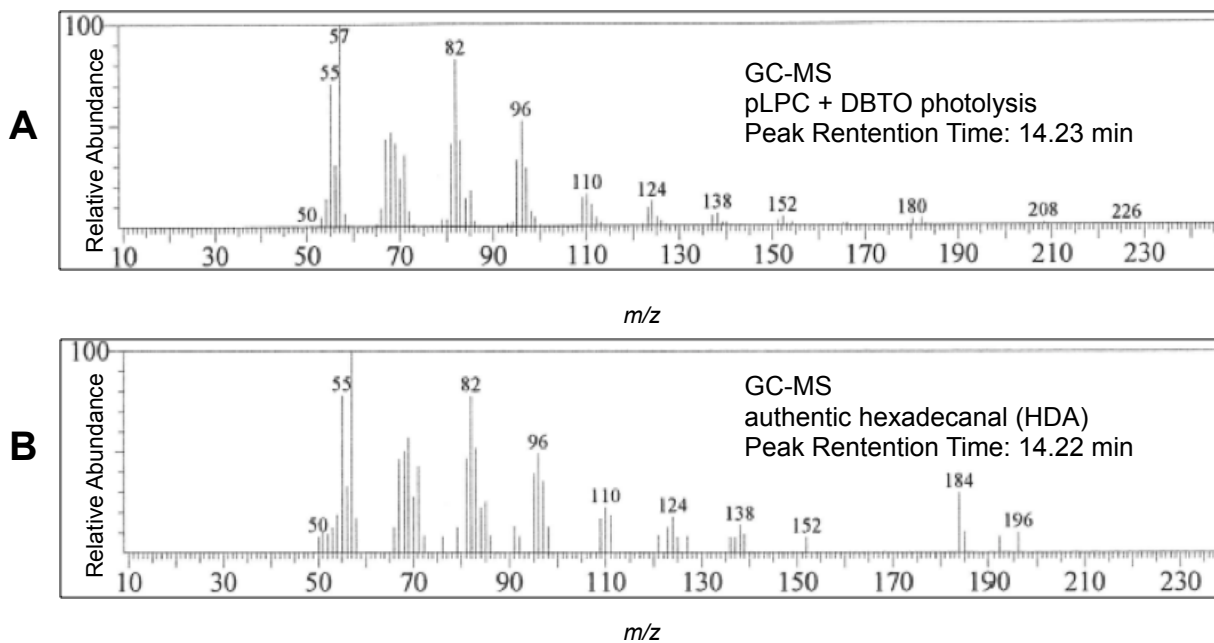 A
Relative Abundance
100
57
55
50
82
96
110
124
138
152
180
208
226
GC-MS
pLPC + DBTO photolysis
Peak Rentention Time: 14.23 min
10 30 50 70 90 110 130 150 170 190 210 230
m/z
B
Relative Abundance
100
55
50
82
96
110
124
138
152
184
196
GC-MS
authentic hexadecanal (HDA)
Peak Rentention Time: 14.22 min
10 30 50 70 90 110 130 150 170 190 210 230
m/z